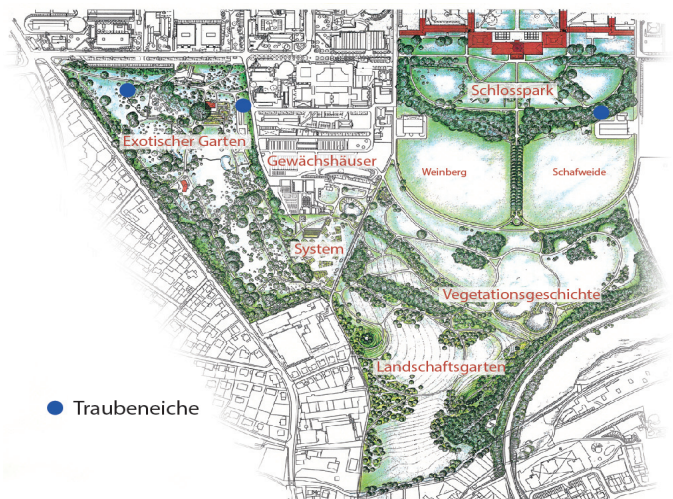 Schlosspark
Exotischer Garten
Gewächshäuser
Weinberg
Schafweide
System
Vegetationsgeschichte
Landschaftsgarten
Traubeneiche